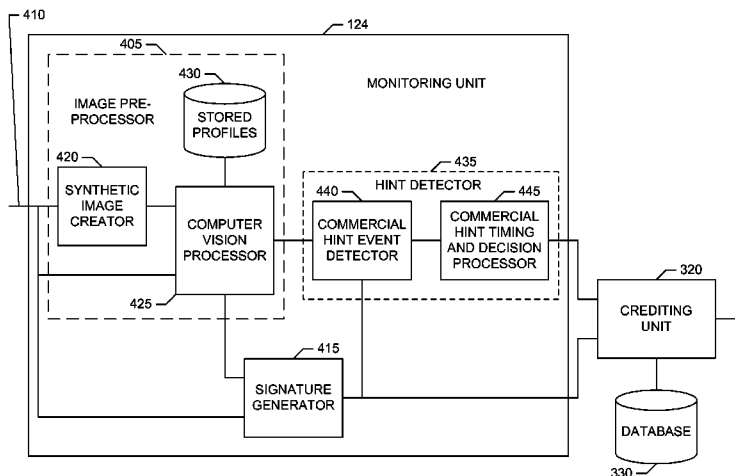 410
124
405
430
MONITORING UNIT
IMAGE PRE-
PROCESSOR
STORED
PROFILES
420
435
SYNTHETIC
IMAGE
CREATOR
440
HINT DETECTOR
445
COMPUTER
VISION
PROCESSOR
COMMERCIAL
HINT EVENT
DETECTOR
COMMERCIAL
HINT TIMING
AND DECISION
PROCESSOR
320
425
CREDITING
UNIT
415
SIGNATURE
GENERATOR
DATABASE
330